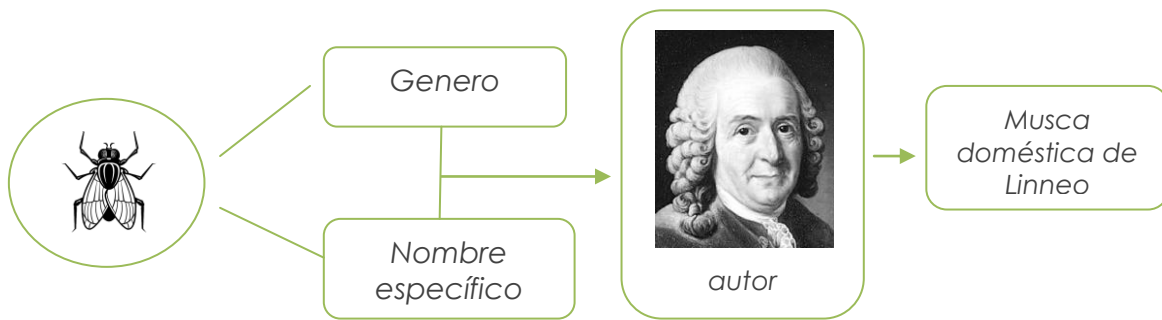 Genero
Nombre
específico
autor
Musca
doméstica de
Linneo